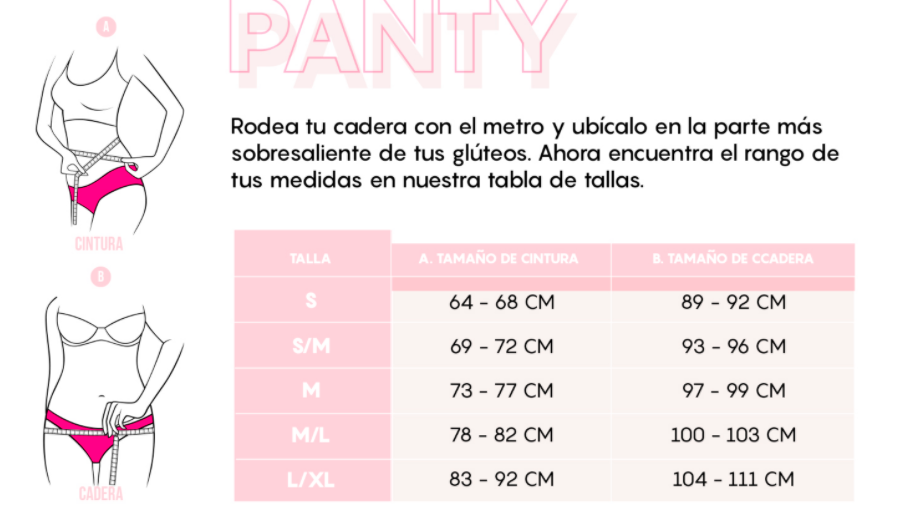 A
PANTY
Rodea tu cadera con el metro y ubícalo en la parte más
sobresaliente de tus glúteos. Ahora encuentra el rango de
tus medidas en nuestra tabla de tallas.
CINTURA
B
CADERA
TALLA A. TAMAÑO DE CINTURA B. TAMAÑO DE CCADERA
S 64 - 68 CM 89 - 92 CM
S/M 69 - 72 CM 93 - 96 CM
M 73 - 77 CM 97 - 99 CM
M/L 78 - 82 CM 100 - 103 CM
L/XL 83 - 92 CM 104 - 111 CM